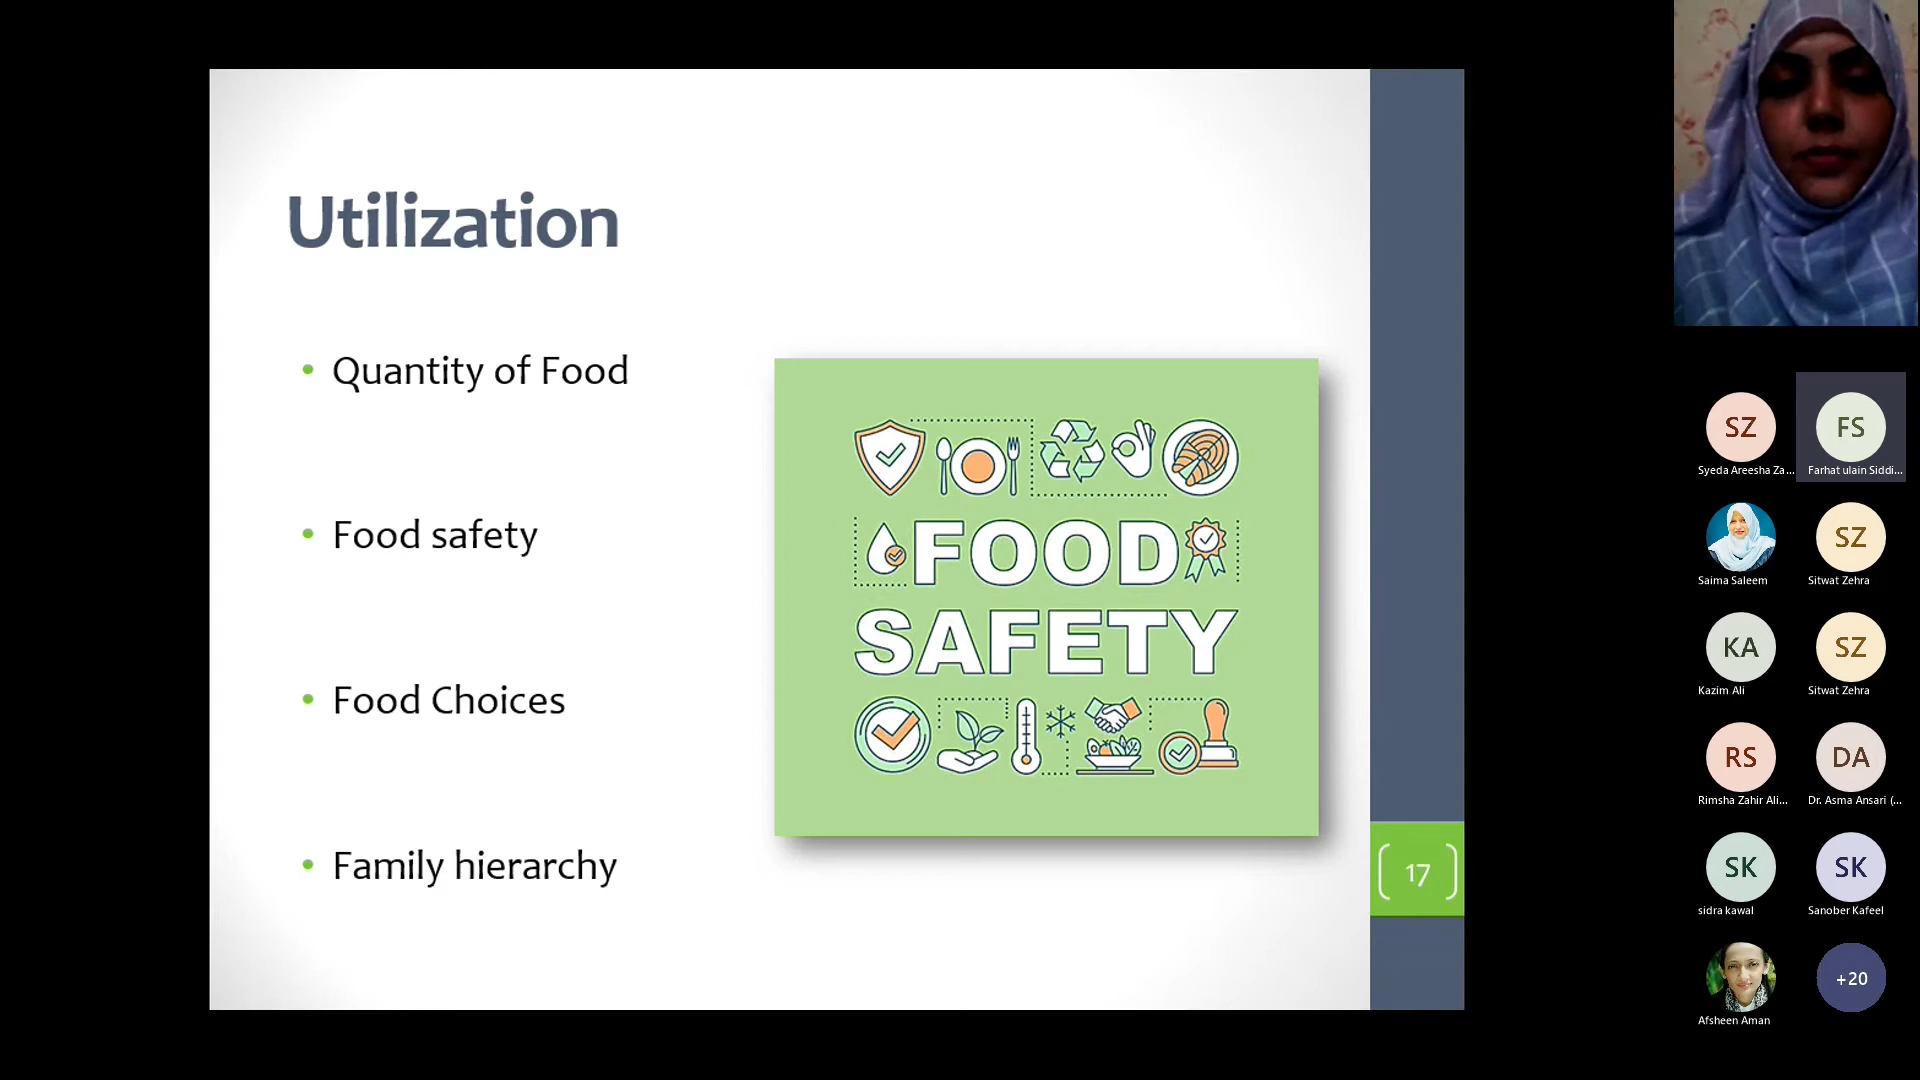 Utilization
• Quantity of Food
• Food safety
• Food Choices
• Family hierarchy
FOOD
SAFETY
17
SZ
Syeda Areesha Za...
FS
Farhat ulain Siddi...
Saima Saleem
SZ
Sitwat Zehra
KA
Kazim Ali
SZ
Sitwat Zehra
RS
Rimsha Zahir Ali...
DA
Dr. Asma Ansari (...
SK
sidra kawal
SK
Sanober Kafeel
Afsheen Aman
+20